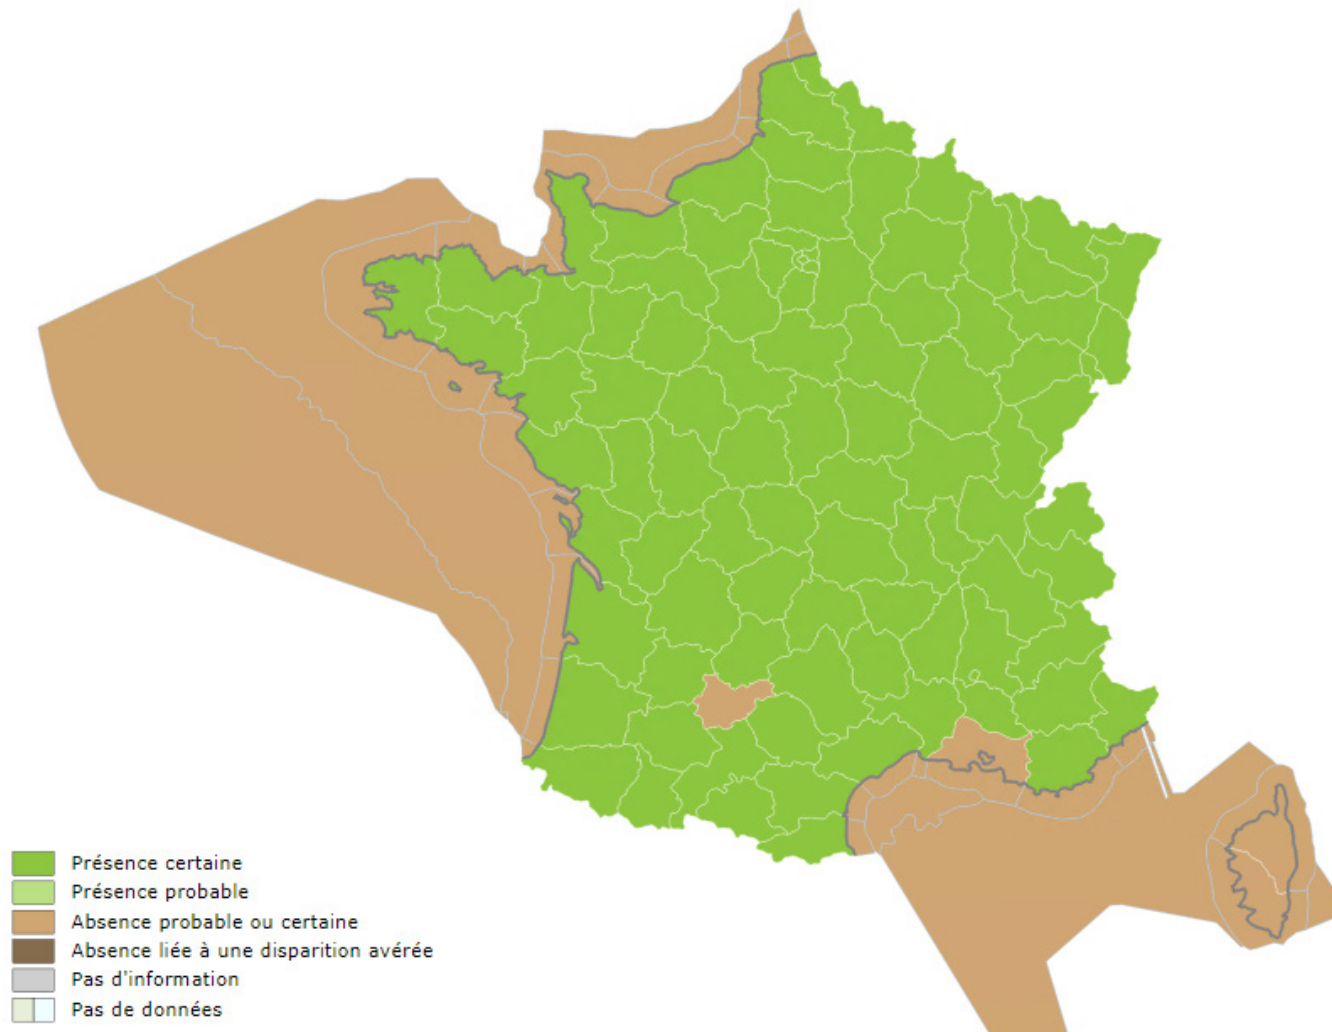 Présence certaine
Présence probable
Absence probable ou certaine
Absence liée à une disparition avérée
Pas d'information
Pas de données